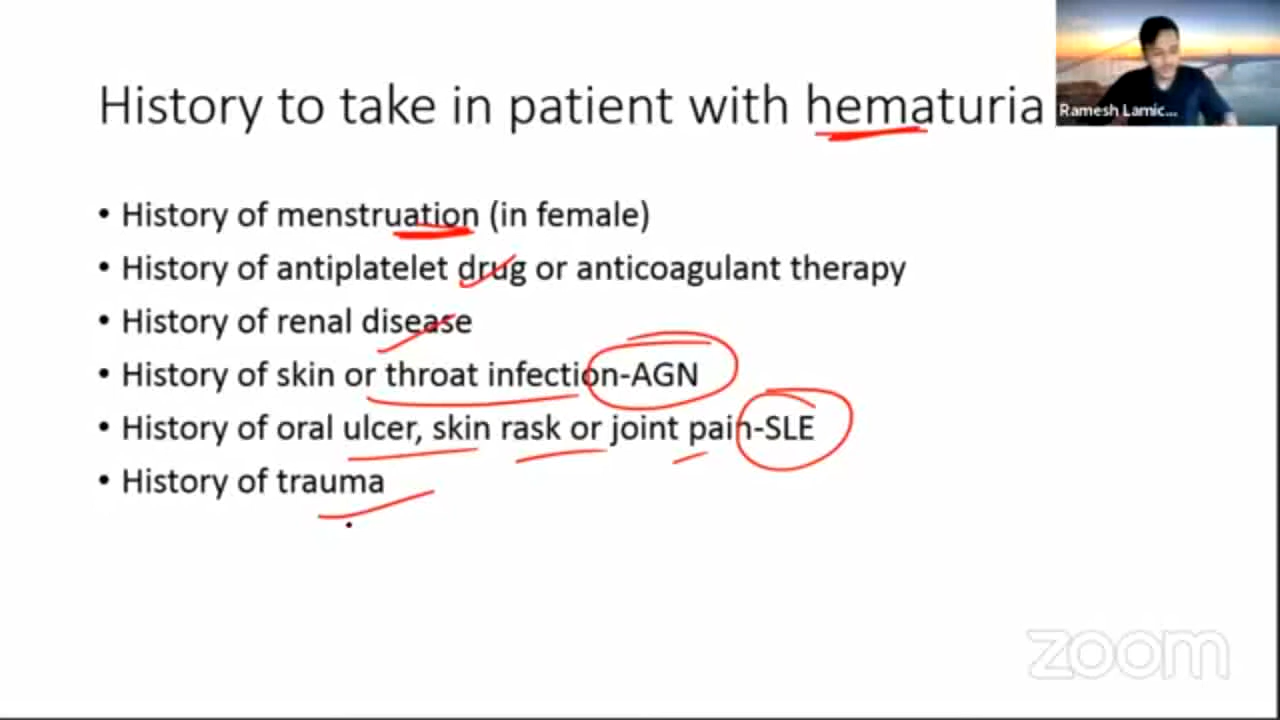 History to take in patient with hematuria
Ramesh Lamic...
• History of menstruation (in female)
• History of antiplatelet drug or anticoagulant therapy
• History of renal disease
• History of skin or throat infection-AGN
• History of oral ulcer, skin rask or joint pain-SLE
• History of trauma
zoom